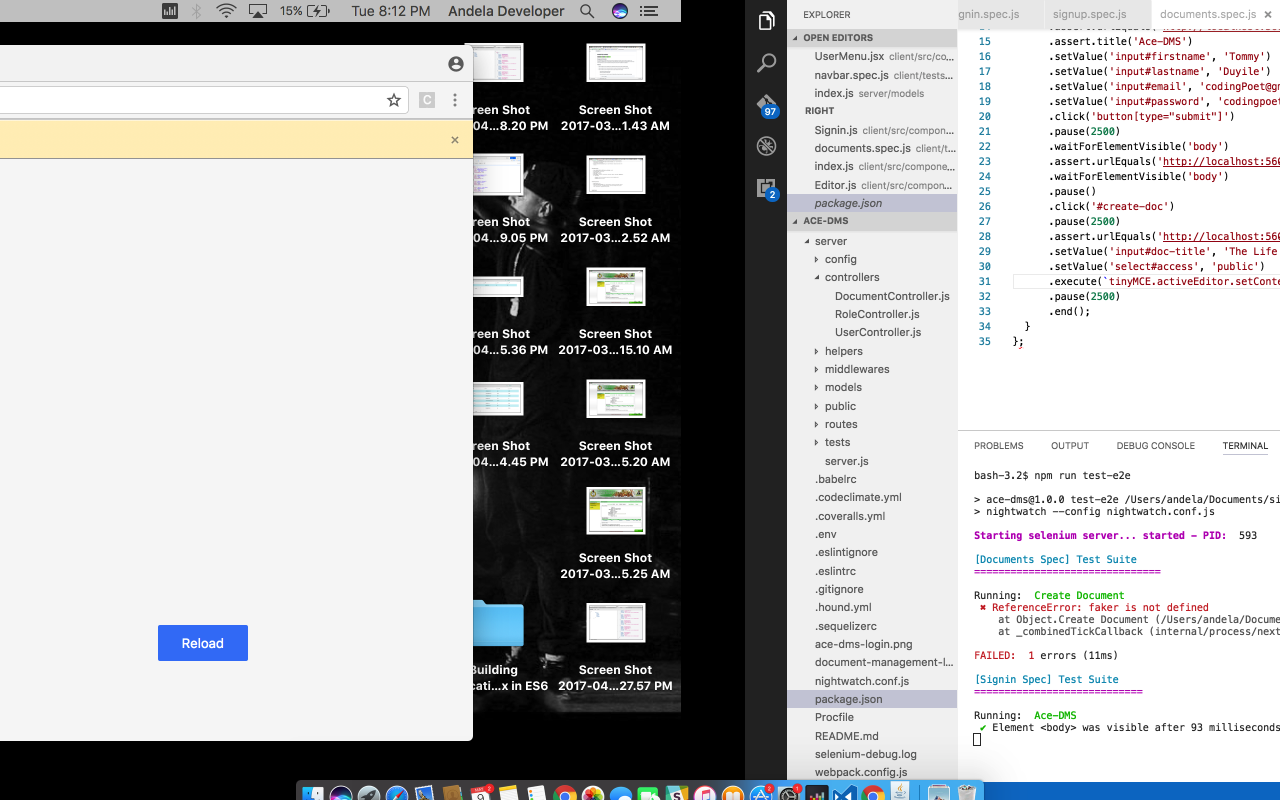 15% Tue 8:12 PM Andela Developer
C
×
Reload
reen Shot
04...8.20 PM
Screen Shot
2017-03...1.43 AM
reen Shot
04...9.05 PM
Screen Shot
2017-03...2.52 AM
reen Shot
04...5.36 PM
Screen Shot
2017-03...15.10 AM
reen Shot
04...4.45 PM
Screen Shot
2017-03...5.20 AM
Screen Shot
2017-03...5.25 AM
Building
cati...x in ES6
Screen Shot
2017-04...27.57 PM
97
2
EXPLORER
OPEN EDITORS
UserMenu.jsx client/src/co...
navbar.spec.js client/tests...
index.js server/models
RIGHT
Signin.js client/src/compon...
documents.spec.js client/t...
index.js client/src/compone...
Editor.js client/src/compon...
package.json
ACE-DMS
server
config
controllers
DocumentController.js
RoleController.js
UserController.js
helpers
middlewares
models
public
routes
tests
server.js
.babelrc
.codeclimate.yml
.coveralls.yml
.env
.eslintignore
.eslintrc
.gitignore
.hound.yml
.sequelizerc
ace-dms-login.png
document-management-l...
nightwatch.conf.js
package.json
Procfile
README.md
selenium-debug.log
webpack.config.js
gnin.spec.js signup.spec.js documents.spec.js ×
15 .assert.title('Ace-DMS')
16 .setValue('input#firstname', 'Tommy')
17 .setValue('input#lastname', 'Duyile')
18 .setValue('input#email', 'codingPoet@gm
19 .setValue('input#password', 'codingpoet
20 .click('button[type="submit"]')
21 .pause(2500)
22 .waitForElementVisible('body')
23 .assert.urlEquals('http://localhost:560
24 .waitForElementVisible('body')
25 .pause()
26 .click('#create-doc')
27 .pause(2500)
28 .assert.urlEquals('http://localhost:560
29 .setValue('input#doc-title', 'The Life
30 .setValue('select#access', 'public')
31 .execute(`tinyMCE.activeEditor.setConte
32 .pause(2500)
33 .end();
34 }
35 };
PROBLEMS OUTPUT DEBUG CONSOLE TERMINAL
bash-3.2$ npm run test-e2e
> ace-dms@1.0.0 test-e2e /Users/andela/Documents/si
> nightwatch --config nightwatch.conf.js
Starting selenium server... started - PID: 593
[Documents Spec] Test Suite
===============================
Running: Create Document
✖ ReferenceError: faker is not defined
at Object.Create Document (/Users/andela/Docume
at _combinedTickCallback (internal/process/next
FAILED: 1 errors (11ms)
[Signin Spec] Test Suite
============================
Running: Ace-DMS
✔ Element <body> was visible after 93 milliseconds